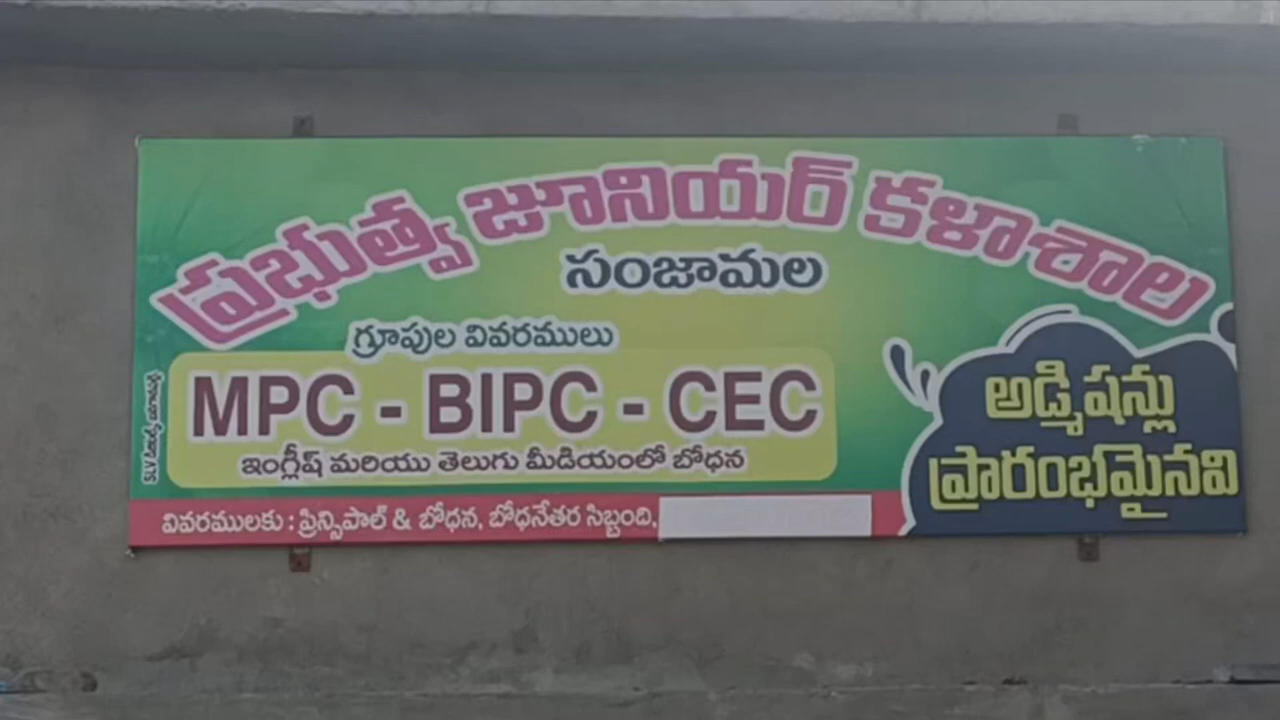 ప్రభుత్వ జూనియర్ కళాశాల
సంజామల
గ్రూపుల వివరములు
MPC - BIPC - CEC
ఇంగ్లీష్ మరియు తెలుగు మీడియంలో బోధన
అడ్మిషన్లు
ప్రారంభమైనవి
వివరములకు : ప్రిన్సిపాల్ & బోధన, బోధనేతర సిబ్బంది,
SLV